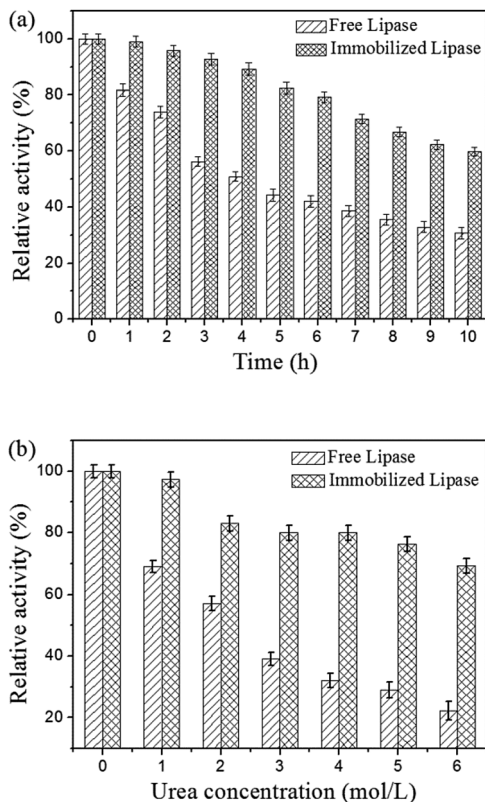 (a)
Free Lipase
Immobilized Lipase
Relative activity (%)
100
80
60
40
20
0
0 1 2 3 4 5 6 7 8 9 10
Time (h)
(b)
Free Lipase
Immobilized Lipase
Relative activity (%)
100
80
60
40
20
0 1 2 3 4 5 6
Urea concentration (mol/L)